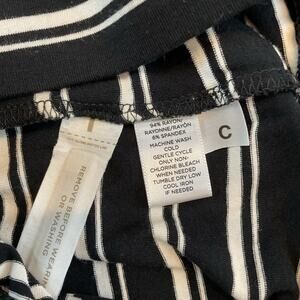 94% RAYON/
RAYONNE/RAYÓN
6% SPANDEX
MACHINE WASH
COLD
GENTLE CYCLE
ONLY NON-
CHLORINE BLEACH
WHEN NEEDED
TUMBLE DRY LOW
COOL IRON
IF NEEDED
C
REMOVE BEFORE WEARING
OR WASHING